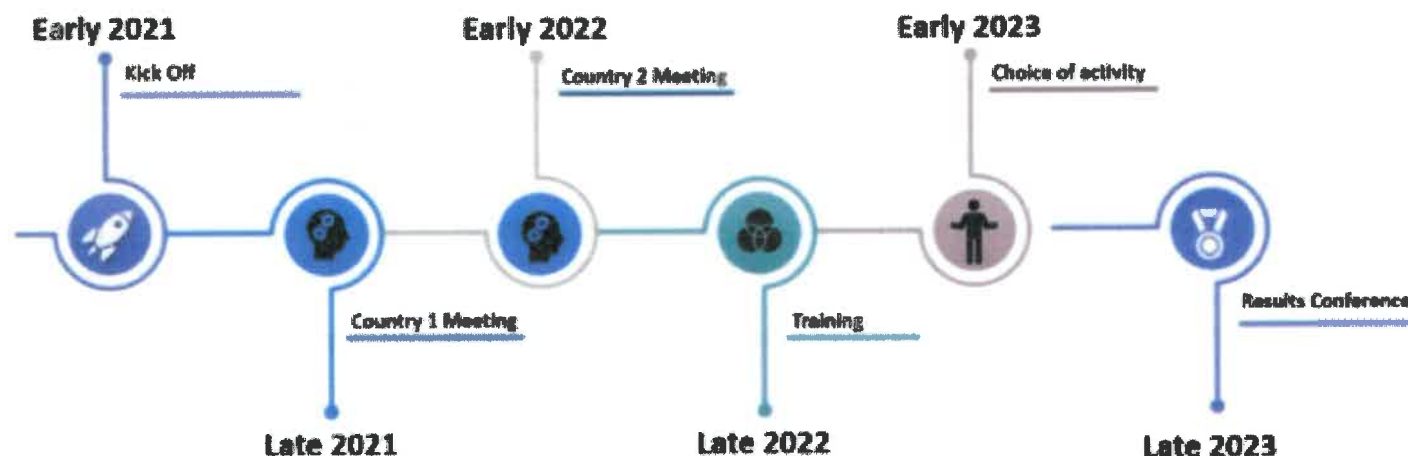 Early 2021
Kick Off
Early 2022
Country 2 Meeting
Early 2023
Choice of activity
Country 1 Meeting
Late 2021
Training
Late 2022
Results Conference
Late 2023